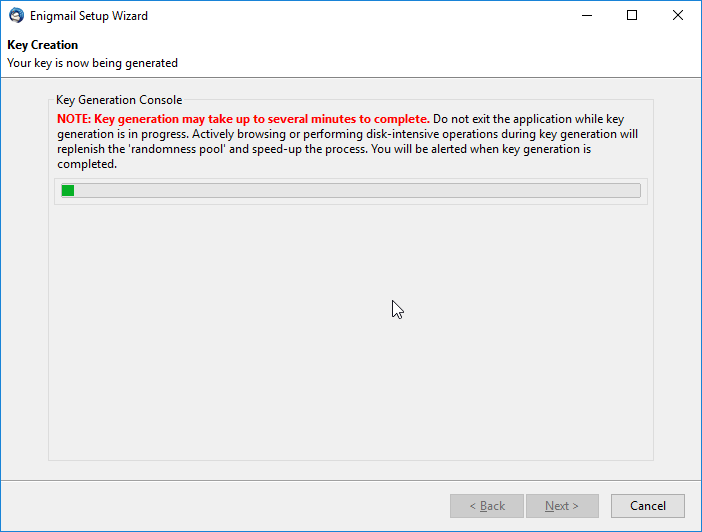 Enigmail Setup Wizard
Key Creation
Your key is now being generated
Key Generation Console
NOTE: Key generation may take up to several minutes to complete. Do not exit the application while key
generation is in progress. Actively browsing or performing disk-intensive operations during key generation will
replenish the 'randomness pool' and speed-up the process. You will be alerted when key generation is
completed.
< Back Next > Cancel